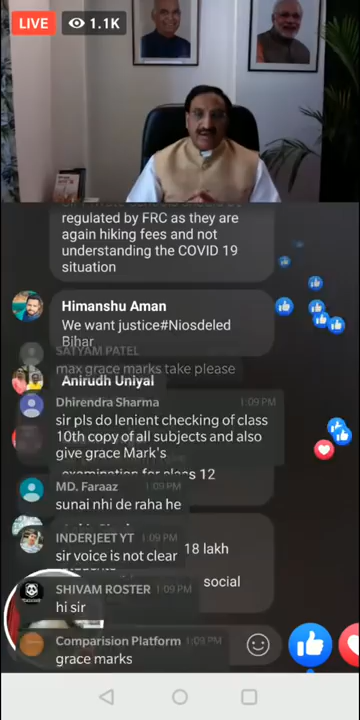 LIVE
1.1K
regulated by FRC as they are
again hiking fees and not
understanding the COVID 19
situation
Himanshu Aman
We want justice#Niosdeled
Bihar
SATYAM PATEL
max grace marks take please
Anirudh Uniyal
Dhirendra Sharma 1:09 PM
sir pls do lenient checking of class
10th copy of all subjects and also
give grace Mark's
examination for class 12
MD. Faraaz 1:09 PM
sunai nhi de raha he
INDERJEET YT 1:09 PM
sir voice is not clear
18 lakh
students
SHIVAM ROSTER 1:09 PM
social
hi sir
Comparision Platform 1:09 PM
grace marks